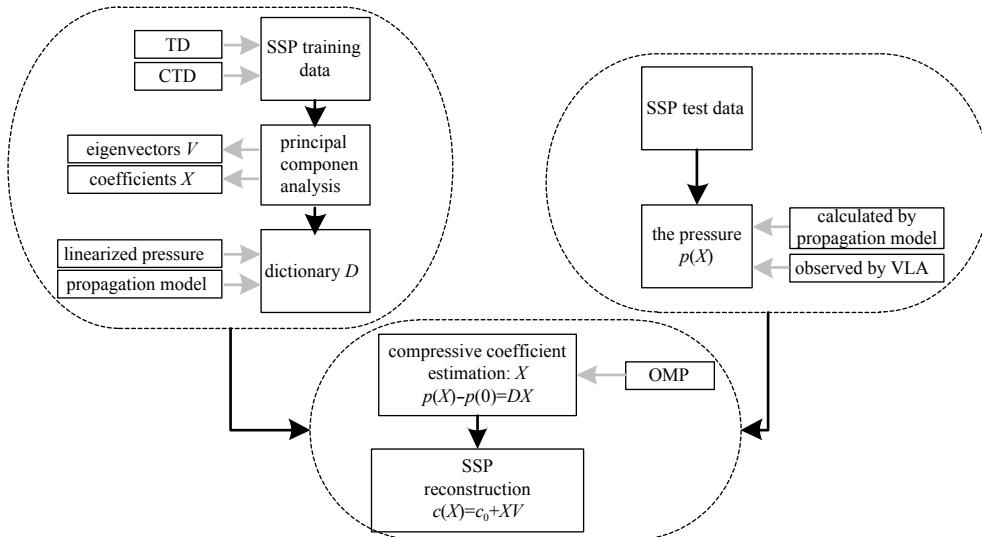 TD
CTD
SSP training
data
eigenvectors V
coefficients X
principal
componen
analysis
linearized pressure
propagation model
dictionary D
SSP test data
the pressure
p(X)
calculated by
propagation model
observed by VLA
compressive coefficient
estimation: X
p(X)−p(0)=DX
OMP
SSP
reconstruction
c(X)=c₀+XV